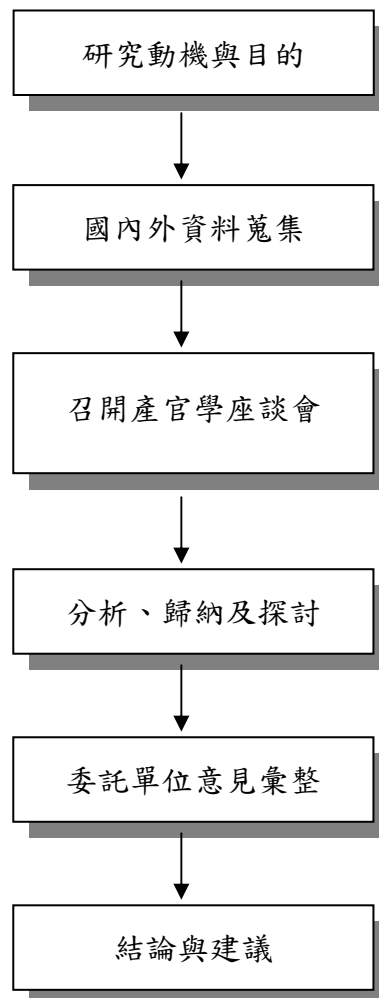 研究動機與目的
國內外資料蒐集
召開產官學座談會
分析、歸納及探討
委託單位意見彙整
結論與建議